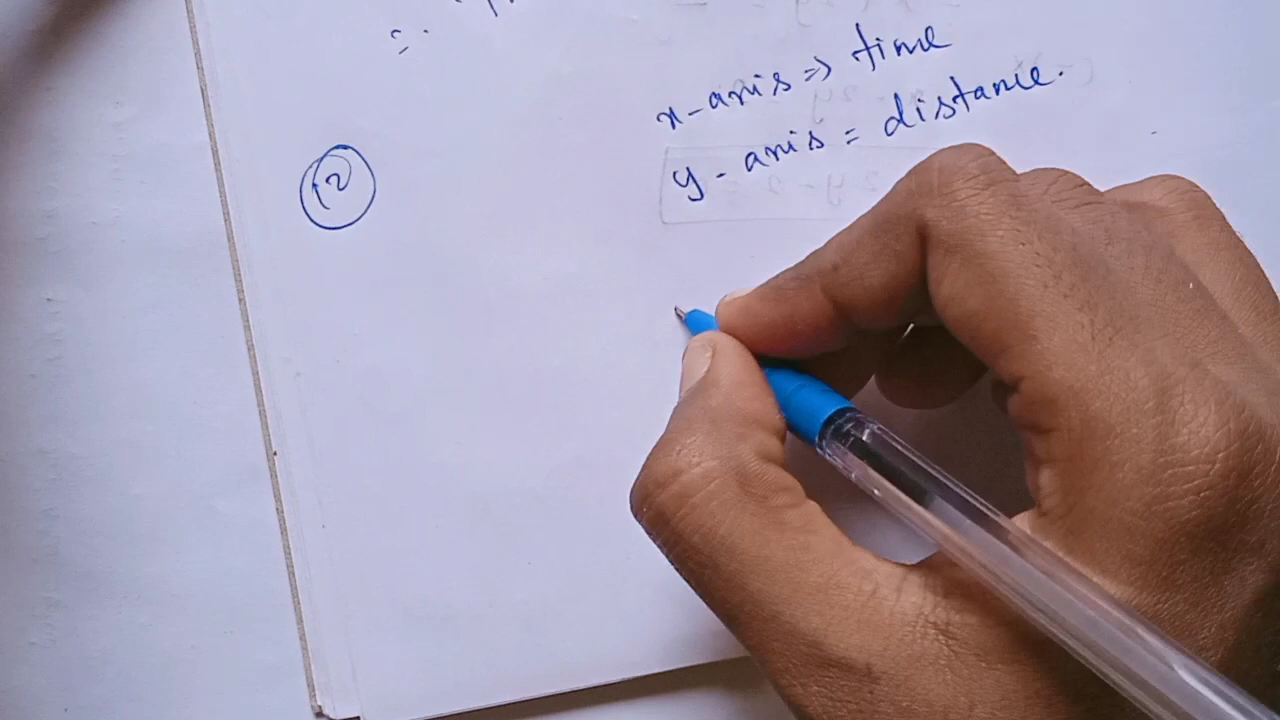 ∵
x-axis => time
y-axis = distance.
12